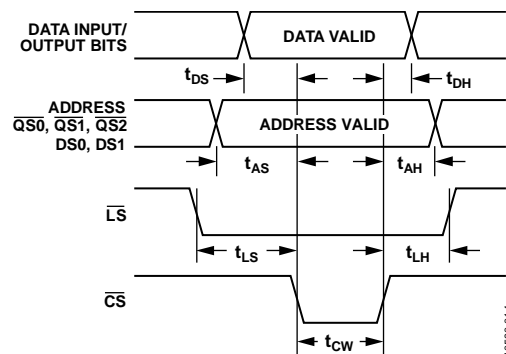 DATA INPUT/
OUTPUT BITS
DATA VALID
tDS
tDH
ADDRESS
QS0, QS1, QS2
DS0, DS1
ADDRESS VALID
tAS
tAH
LS
tLS
tLH
CS
tCW